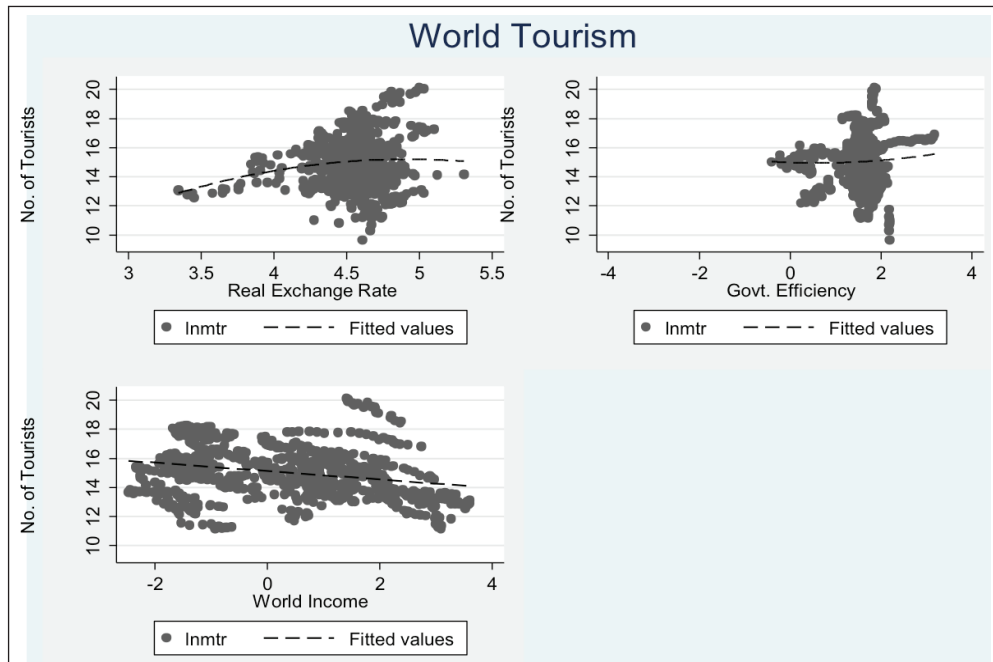 World Tourism
No. of Tourists
10 12 14 16 18 20
3 3.5 4 4.5 5 5.5
Real Exchange Rate
lnmtr Fitted values
No. of Tourists
10 12 14 16 18 20
-4 -2 0 2 4
Govt. Efficiency
lnmtr Fitted values
No. of Tourists
10 12 14 16 18 20
-2 0 2 4
World Income
lnmtr Fitted values